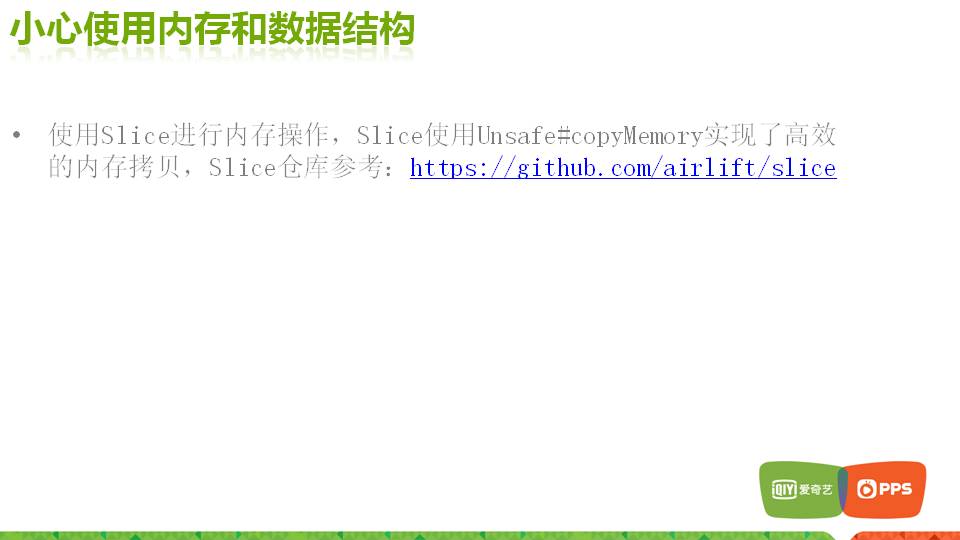 小心使用内存和数据结构
• 使用Slice进行内存操作，Slice使用Unsafe#copyMemory实现了高效
的内存拷贝，Slice仓库参考：https://github.com/airlift/slice
iQIYI 爱奇艺 PPS